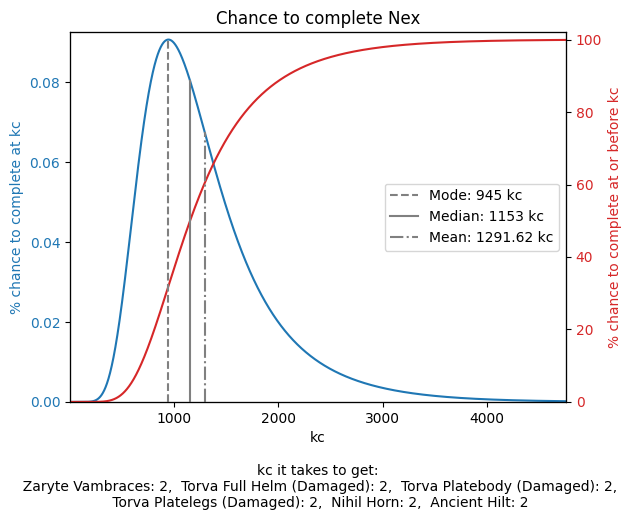 Chance to complete Nex
% chance to complete at kc
0.08
0.06
0.04
0.02
0.00
100
80
60
40
20
0
% chance to complete at or before kc
Mode: 945 kc
Median: 1153 kc
Mean: 1291.62 kc
1000 2000 3000 4000
kc
kc it takes to get:
Zaryte Vambraces: 2, Torva Full Helm (Damaged): 2, Torva Platebody (Damaged): 2,
Torva Platelegs (Damaged): 2, Nihil Horn: 2, Ancient Hilt: 2